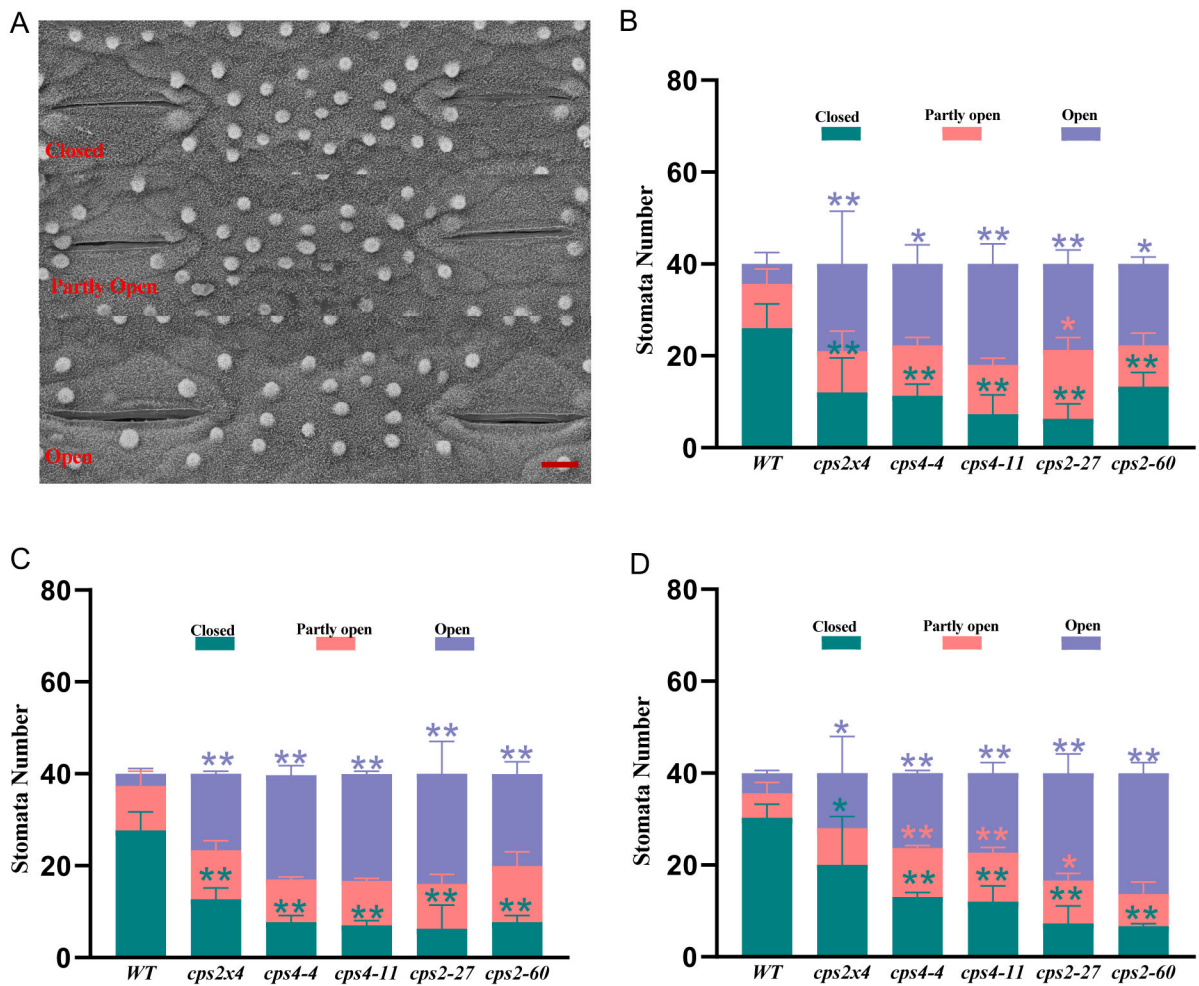 A
Closed
Partly Open
Open
B
80
60
40
20
0
Stomata Number
Closed
Partly open
Open
**
*
**
**
*
*
**
**
**
**
**
WT
cps2x4
cps4-4
cps4-11
cps2-27
cps2-60
C
80
60
40
20
0
Stomata Number
Closed
Partly open
Open
**
**
**
**
**
**
**
**
**
**
WT
cps2x4
cps4-4
cps4-11
cps2-27
cps2-60
D
80
60
40
20
0
Stomata Number
Closed
Partly open
Open
*
**
**
**
**
*
**
**
*
**
**
**
**
WT
cps2x4
cps4-4
cps4-11
cps2-27
cps2-60